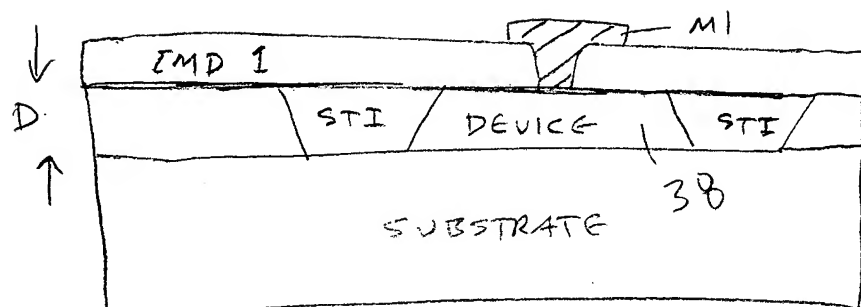 M1
IMD 1
D.
STI
DEVICE
STI
38
SUBSTRATE